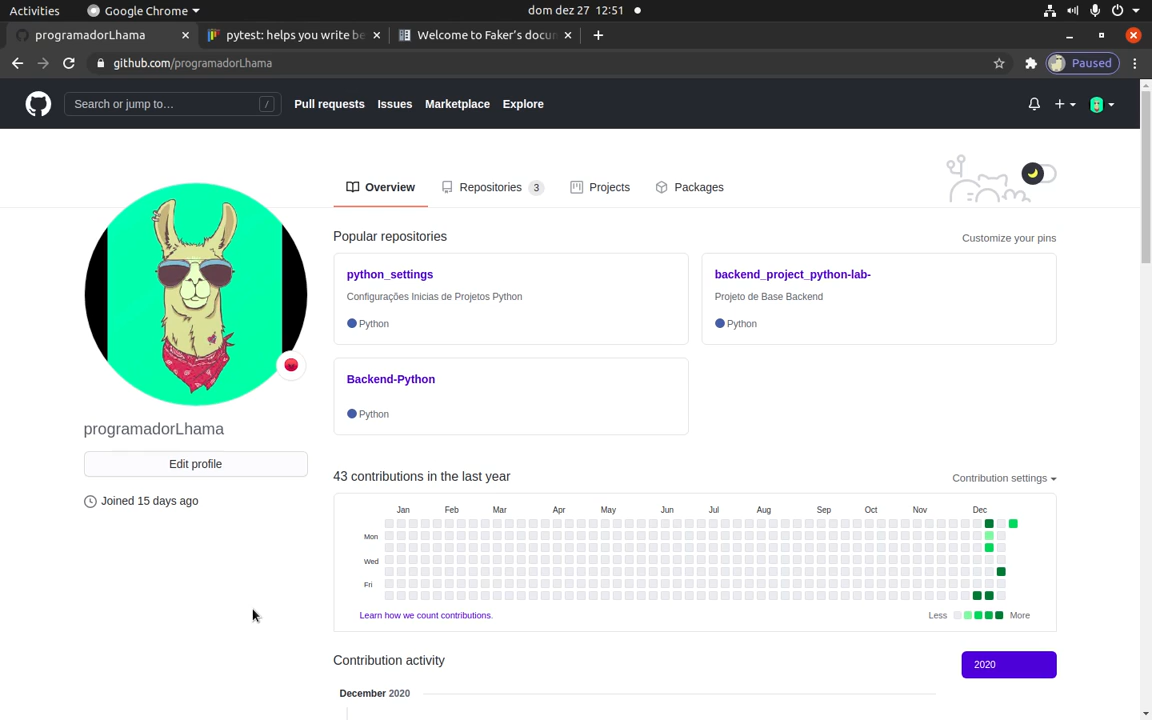 Activities Google Chrome dom dez 27 12:51
programadorLhama pytest: helps you write be Welcome to Faker's docum
github.com/programadorLhama Paused
Search or jump to… / Pull requests Issues Marketplace Explore
Overview Repositories 3 Projects Packages
Popular repositories Customize your pins
python_settings backend_project_python-lab-
Configurações Inicias de Projetos Python Projeto de Base Backend
Python Python
Backend-Python
Python
programadorLhama
Edit profile
Joined 15 days ago
43 contributions in the last year Contribution settings
Jan Feb Mar Apr May Jun Jul Aug Sep Oct Nov Dec
Mon
Wed
Fri
Learn how we count contributions. Less More
Contribution activity 2020
December 2020